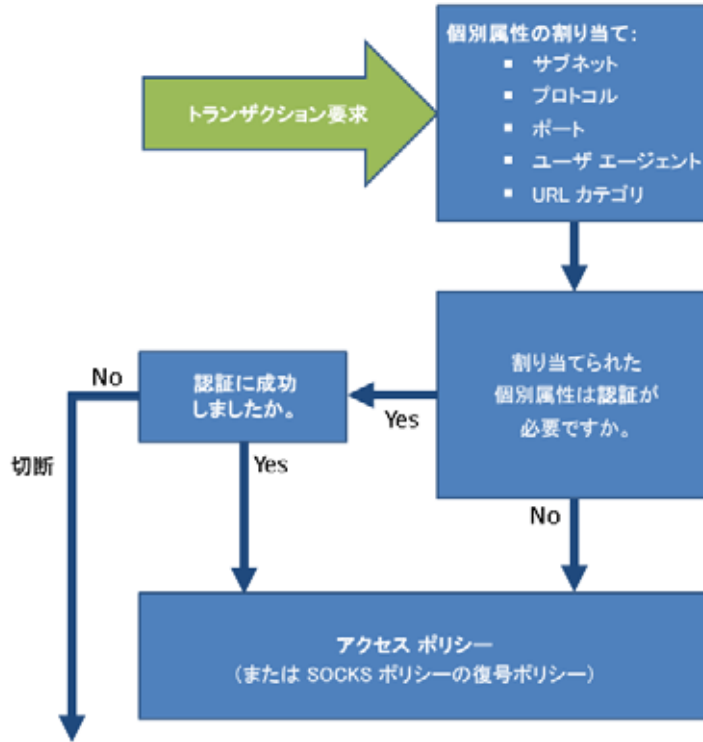 個別属性の割り当て:
▪ サブネット
▪ プロトコル
▪ ポート
▪ ユーザ エージェント
▪ URL カテゴリ
トランザクション要求
割り当てられた
個別属性は認証が
必要ですか。
Yes
No
認証に成功
しましたか。
No
Yes
切断
アクセス ポリシー
(または SOCKS ポリシーの復号ポリシー)